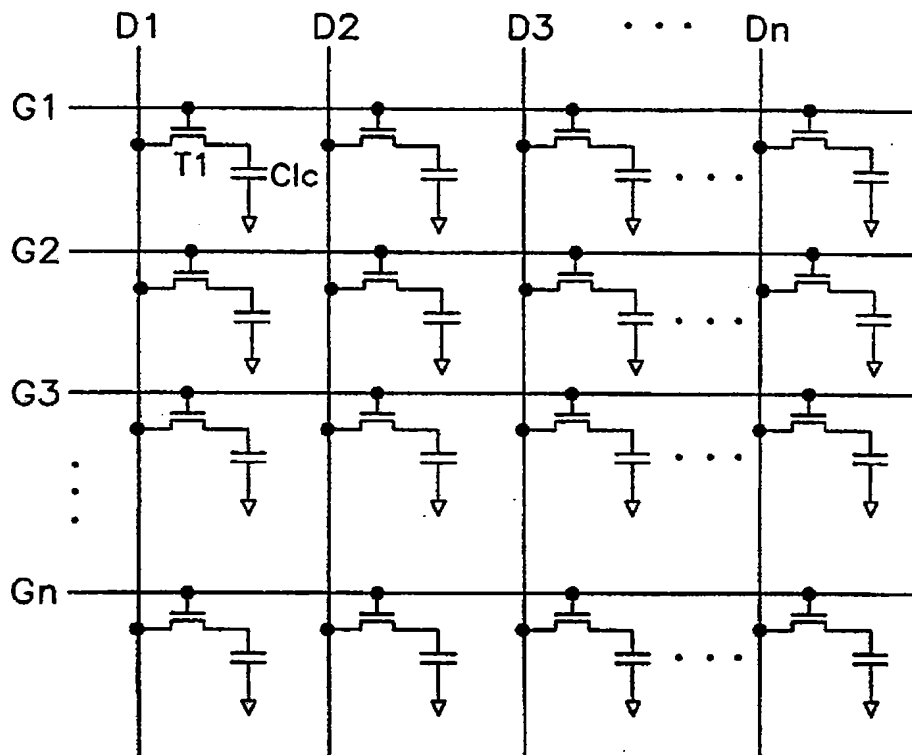 D1 D2 D3 • • • Dn
G1
T1 Clc
• • •
G2
• • •
G3
• • •
•
•
•
Gn
• • •